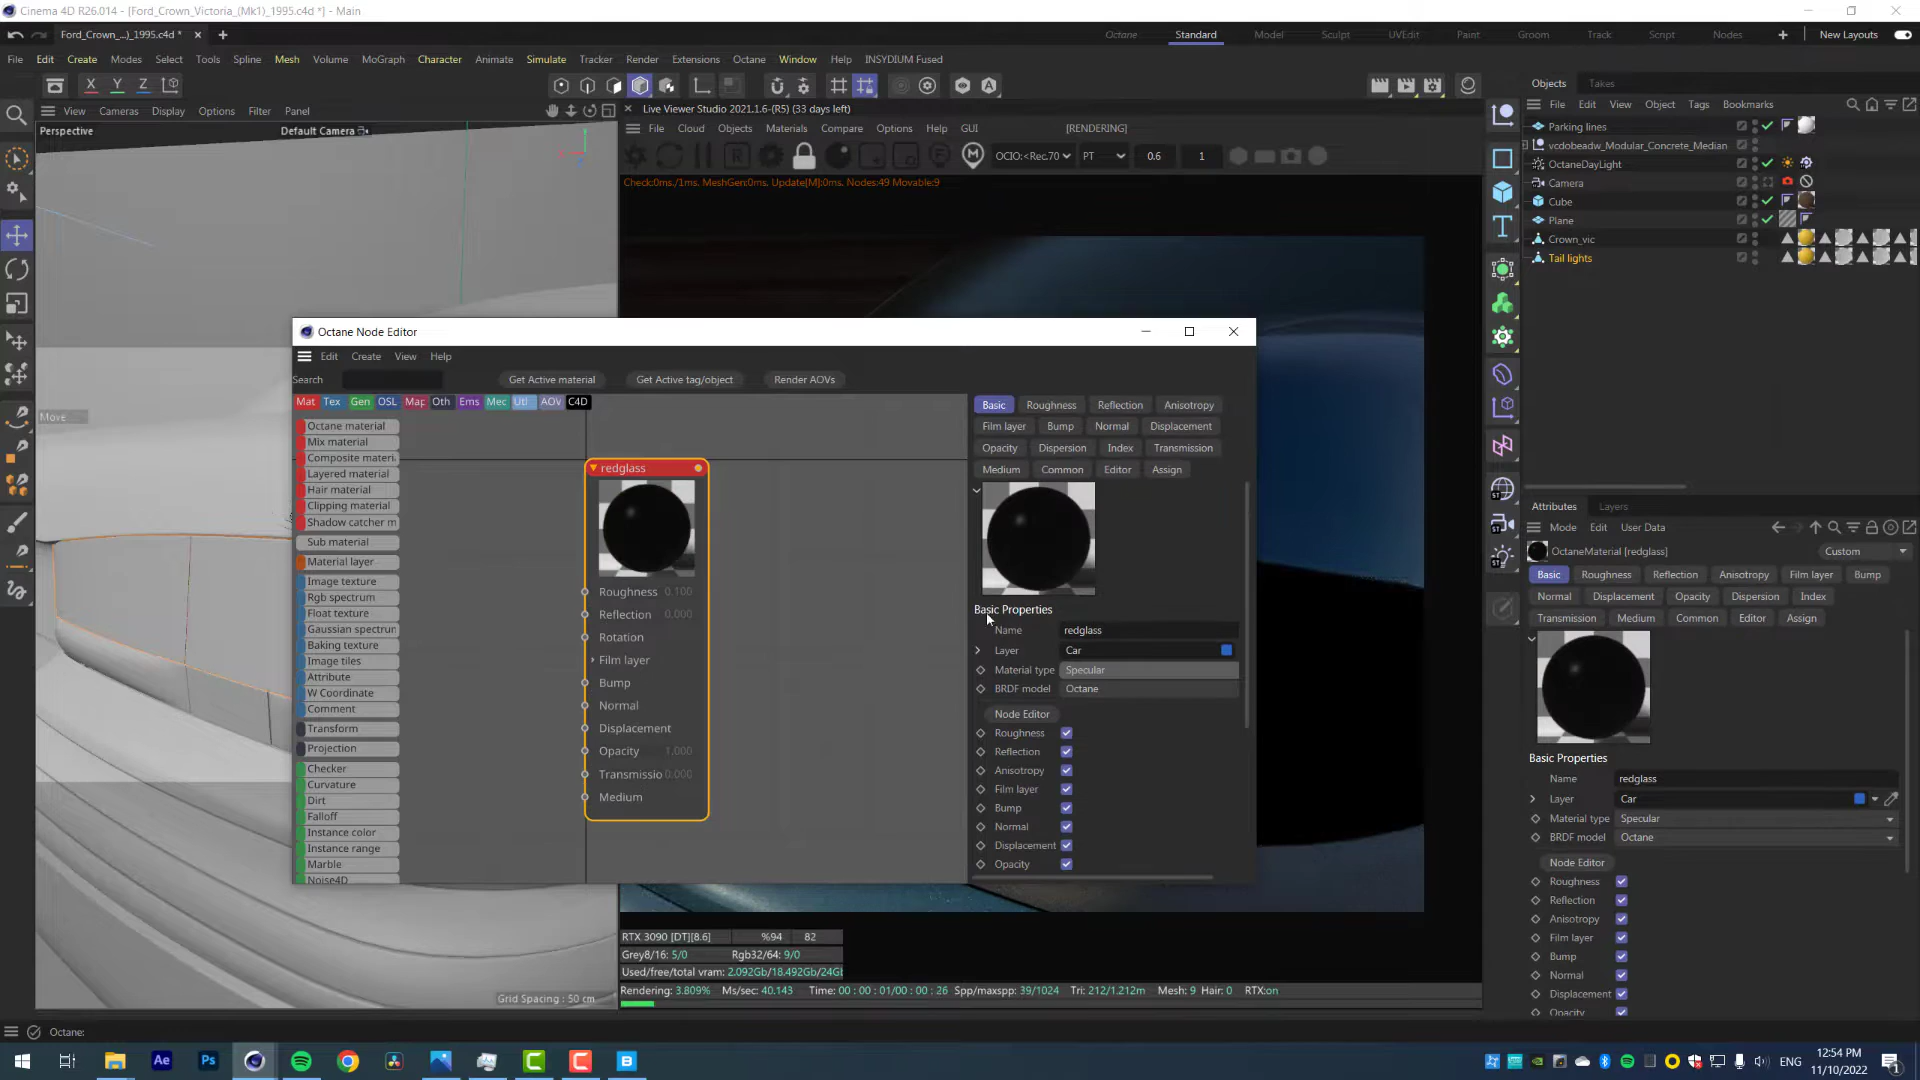 Cinema 4D R26.014 - [Ford_Crown_Victoria_(Mk1)_1995.c4d *] - Main
Ford_Crown_...)_1995.c4d *
Octane Standard Model Sculpt UVEdit Paint Groom Track Script Nodes New Layouts
File Edit Create Modes Select Tools Spline Mesh Volume MoGraph Character Animate Simulate Tracker Render Extensions Octane Window Help INSYDIUM Fused
X Y Z
Objects Takes
View Cameras Display Options Filter Panel
Live Viewer Studio 2021.1.6-(R5) (33 days left)
File Edit View Object Tags Bookmarks
Perspective
Default Camera
File Cloud Objects Materials Compare Options Help GUI [RENDERING]
OCIO:<Rec.70 PT 0.6 1
Check:0ms./1ms. MeshGen:0ms. Update[M]:0ms. Nodes:49 Movable:9
Parking lines
vcdobeadw_Modular_Concrete_Median
OctaneDayLight
Camera
Cube
Plane
Crown_vic
Tail lights
Move
Octane Node Editor
Edit Create View Help
Search
Get Active material
Get Active tag/object
Render AOVs
Mat Tex Gen OSL Map Oth Ems Mec Utl AOV C4D
Octane material
Mix material
Composite materi
Layered material
Hair material
Clipping material
Shadow catcher m
Sub material
Material layer
Image texture
Rgb spectrum
Float texture
Gaussian spectrun
Baking texture
Image tiles
Attribute
W Coordinate
Comment
Transform
Projection
Checker
Curvature
Dirt
Falloff
Instance color
Instance range
Marble
Noise4D
redglass
Roughness 0.100
Reflection 0.000
Rotation
Film layer
Bump
Normal
Displacement
Opacity 1.000
Transmissio 0.000
Medium
Basic Roughness Reflection Anisotropy
Film layer Bump Normal Displacement
Opacity Dispersion Index Transmission
Medium Common Editor Assign
Basic Properties
Name redglass
Layer Car
Material type Specular
BRDF model Octane
Node Editor
Roughness
Reflection
Anisotropy
Film layer
Bump
Normal
Displacement
Opacity
Attributes Layers
Mode Edit User Data
OctaneMaterial [redglass]
Custom
Basic Roughness Reflection Anisotropy Film layer Bump
Normal Displacement Opacity Dispersion Index
Transmission Medium Common Editor Assign
Basic Properties
Name redglass
Layer Car
Material type Specular
BRDF model Octane
Node Editor
Roughness
Reflection
Anisotropy
Film layer
Bump
Normal
Displacement
Opacity
RTX 3090 [DT][8.6] %94 82
Grey8/16: 5/0 Rgb32/64: 9/0
Used/free/total vram: 2.092Gb/18.492Gb/24Gt
Rendering: 3.809% Ms/sec: 40.143 Time: 00 : 00 : 01/00 : 00 : 26 Spp/maxspp: 39/1024 Tri: 212/1.212m Mesh: 9 Hair: 0 RTX:on
Grid Spacing : 50 cm
Octane:
Ae Ps B
ENG
12:54 PM
11/10/2022